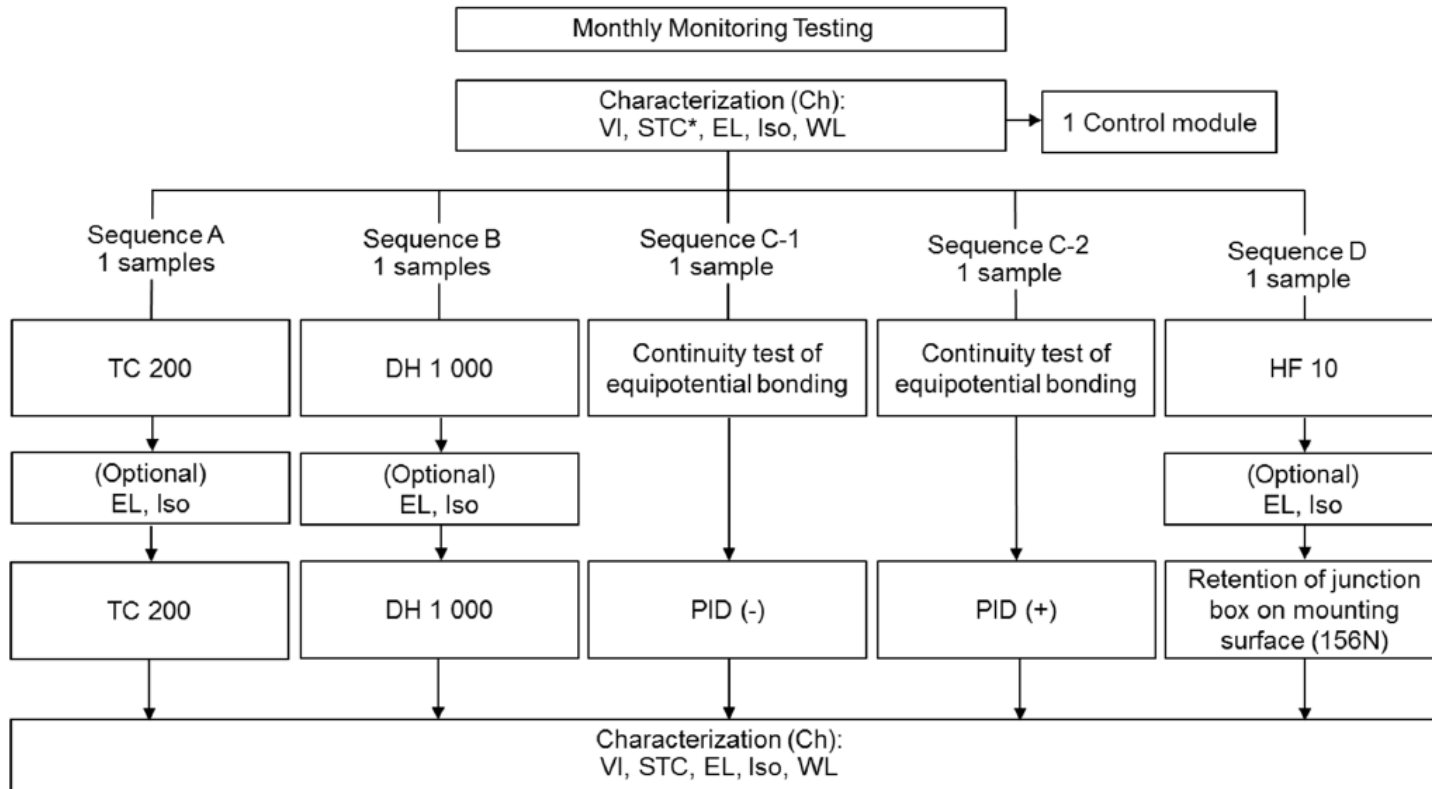 Monthly Monitoring Testing
Characterization (Ch):
VI, STC*, EL, Iso, WL
1 Control module
Sequence A
1 samples
Sequence B
1 samples
Sequence C-1
1 sample
Sequence C-2
1 sample
Sequence D
1 sample
TC 200
DH 1 000
Continuity test of
equipotential bonding
Continuity test of
equipotential bonding
HF 10
(Optional)
EL, Iso
(Optional)
EL, Iso
(Optional)
EL, Iso
TC 200
DH 1 000
PID (-)
PID (+)
Retention of junction
box on mounting
surface (156N)
Characterization (Ch):
VI, STC, EL, Iso, WL